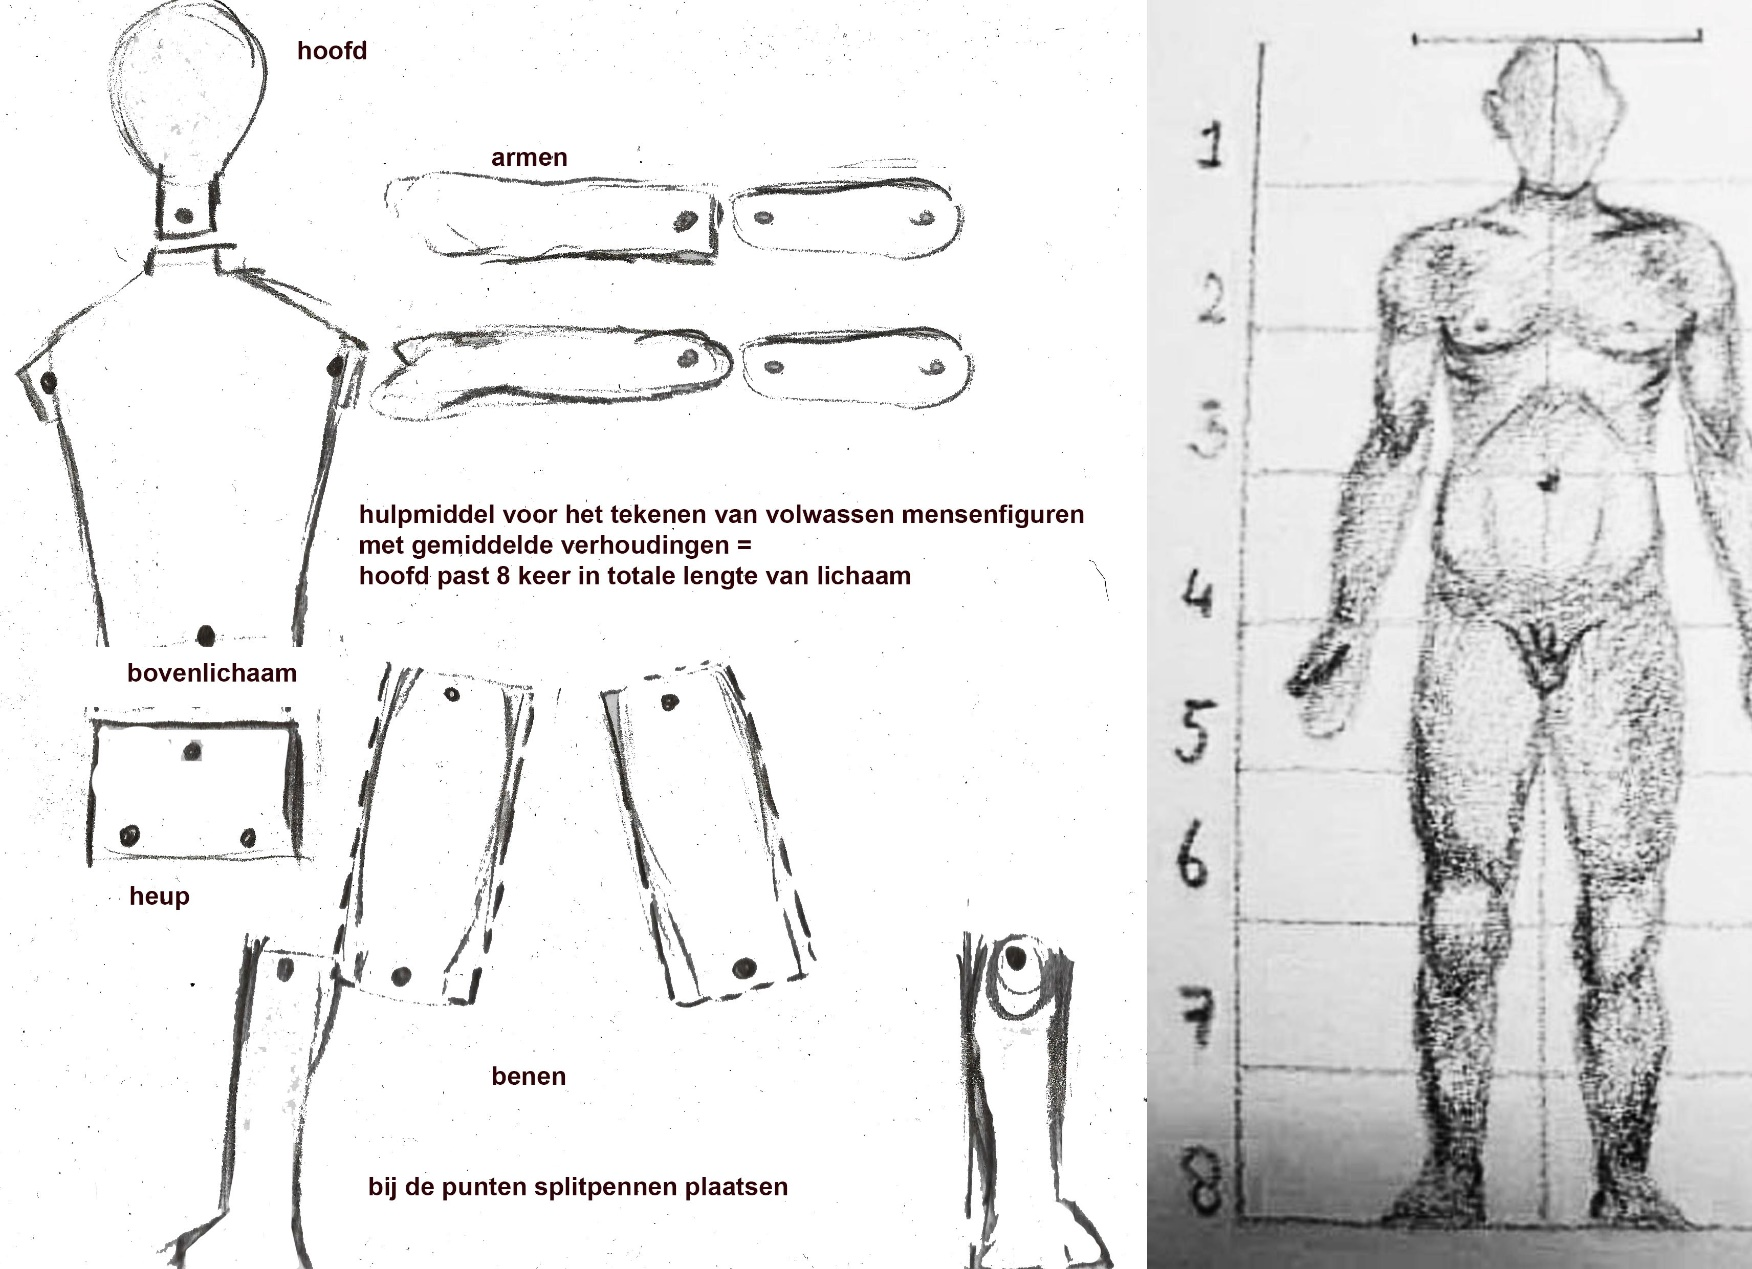 hoofd
armen
hulpmiddel voor het tekenen van volwassen mensenfiguren
met gemiddelde verhoudingen =
hoofd past 8 keer in totale lengte van lichaam
bovenlichaam
heup
benen
bij de punten splitpennen plaatsen
1
2
3
4
5
6
7
8